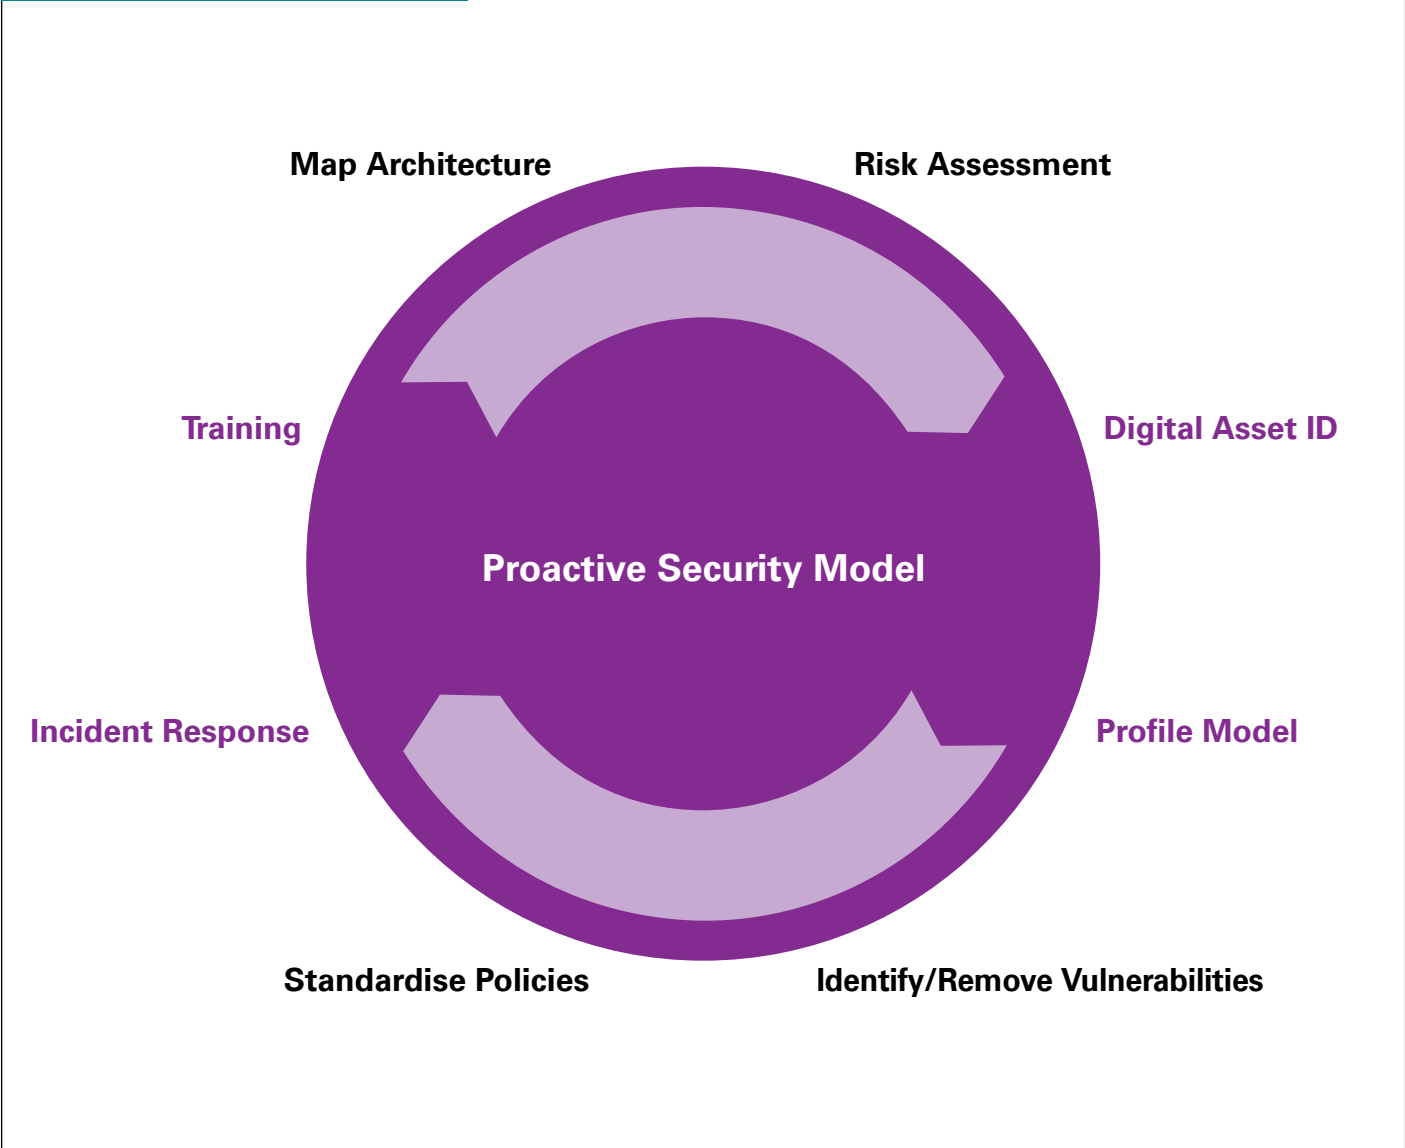 Map Architecture
Risk Assessment
Training
Digital Asset ID
Proactive Security Model
Incident Response
Profile Model
Standardise Policies
Identify/Remove Vulnerabilities